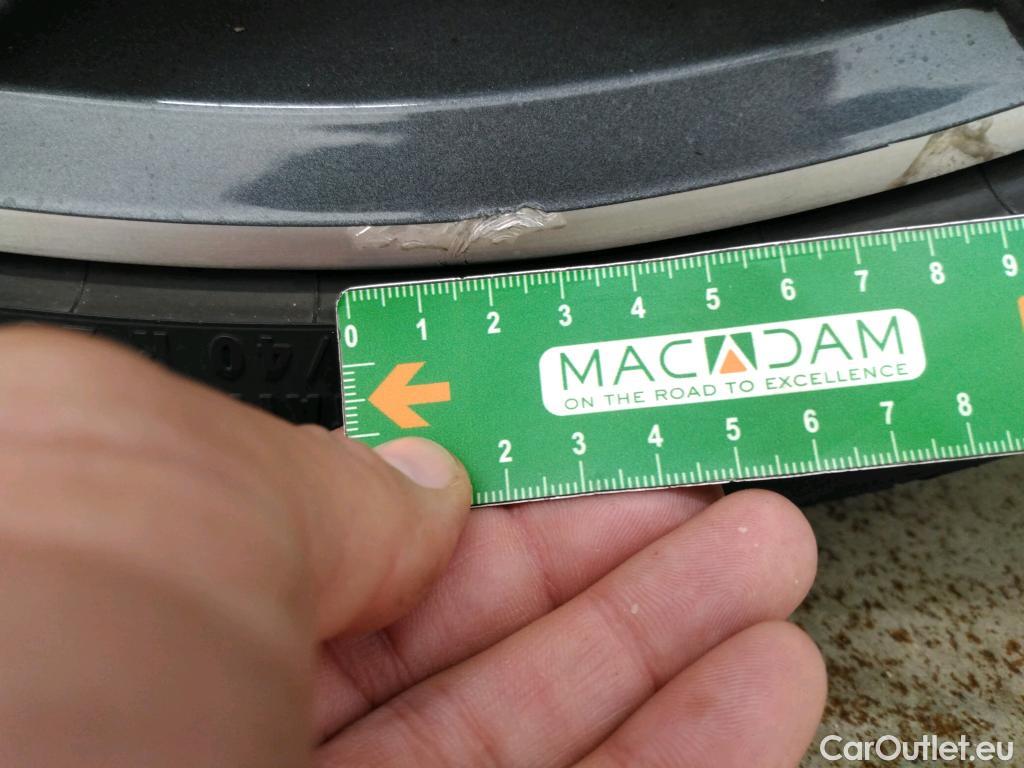 0 1 2 3 4 5 6 7 8 9
MACADAM
ON THE ROAD TO EXCELLENCE
2 3 4 5 6 7 8
/40 R
CarOutlet.eu